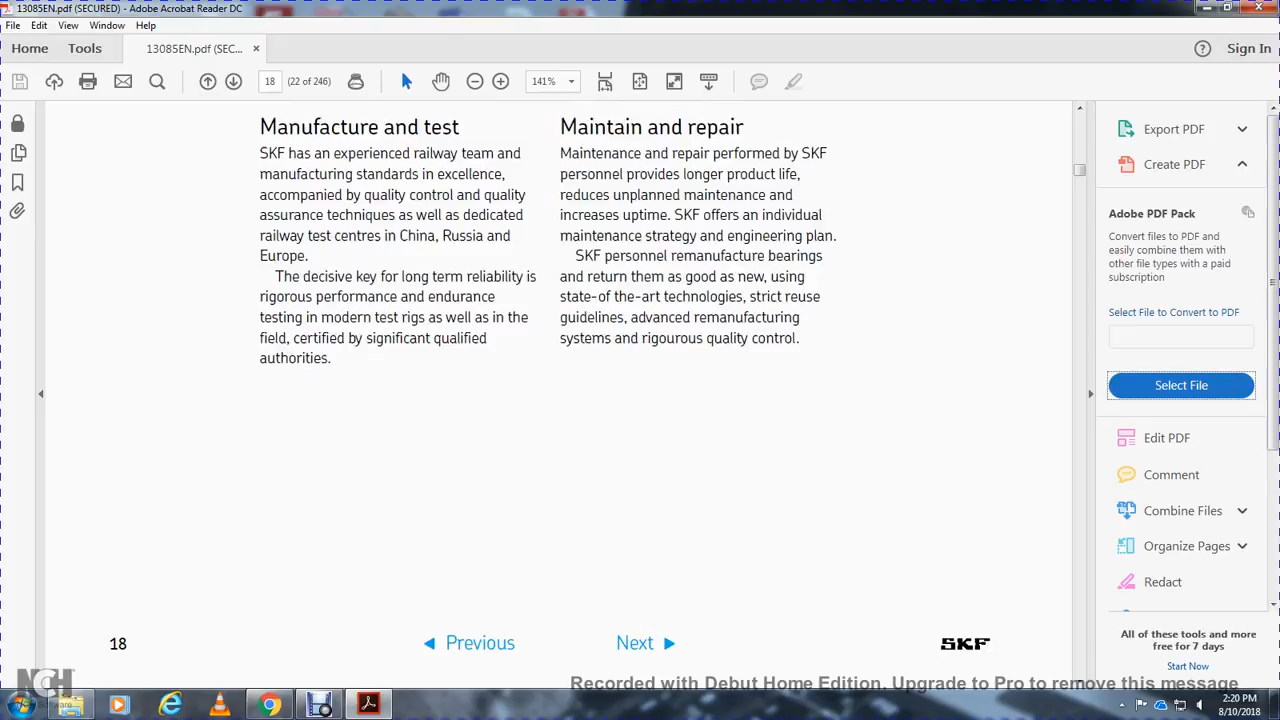 13085EN.pdf (SECURED) - Adobe Acrobat Reader DC
File Edit View Window Help
Home Tools 13085EN.pdf (SEC... × Sign In
18 (22 of 246) 141%
Manufacture and test
SKF has an experienced railway team and
manufacturing standards in excellence,
accompanied by quality control and quality
assurance techniques as well as dedicated
railway test centres in China, Russia and
Europe.
The decisive key for long term reliability is
rigorous performance and endurance
testing in modern test rigs as well as in the
field, certified by significant qualified
authorities.
Maintain and repair
Maintenance and repair performed by SKF
personnel provides longer product life,
reduces unplanned maintenance and
increases uptime. SKF offers an individual
maintenance strategy and engineering plan.
SKF personnel remanufacture bearings
and return them as good as new, using
state-of the-art technologies, strict reuse
guidelines, advanced remanufacturing
systems and rigourous quality control.
18 Previous Next SKF
Export PDF
Create PDF
Adobe PDF Pack
Convert files to PDF and
easily combine them with
other file types with a paid
subscription
Select File to Convert to PDF
Select File
Edit PDF
Comment
Combine Files
Organize Pages
Redact
All of these tools and more
free for 7 days
Start Now
NCH
Software
Recorded with Debut Home Edition. Upgrade to Pro to remove this message
2:20 PM
8/10/2018